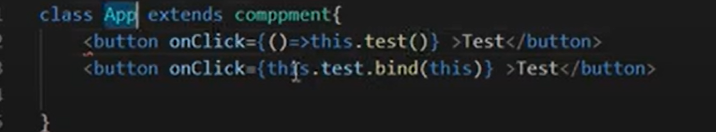 class App extends comppment{
<button onClick={()=>this.test()} >Test</button>
<button onClick={this.test.bind(this)} >Test</button>
}